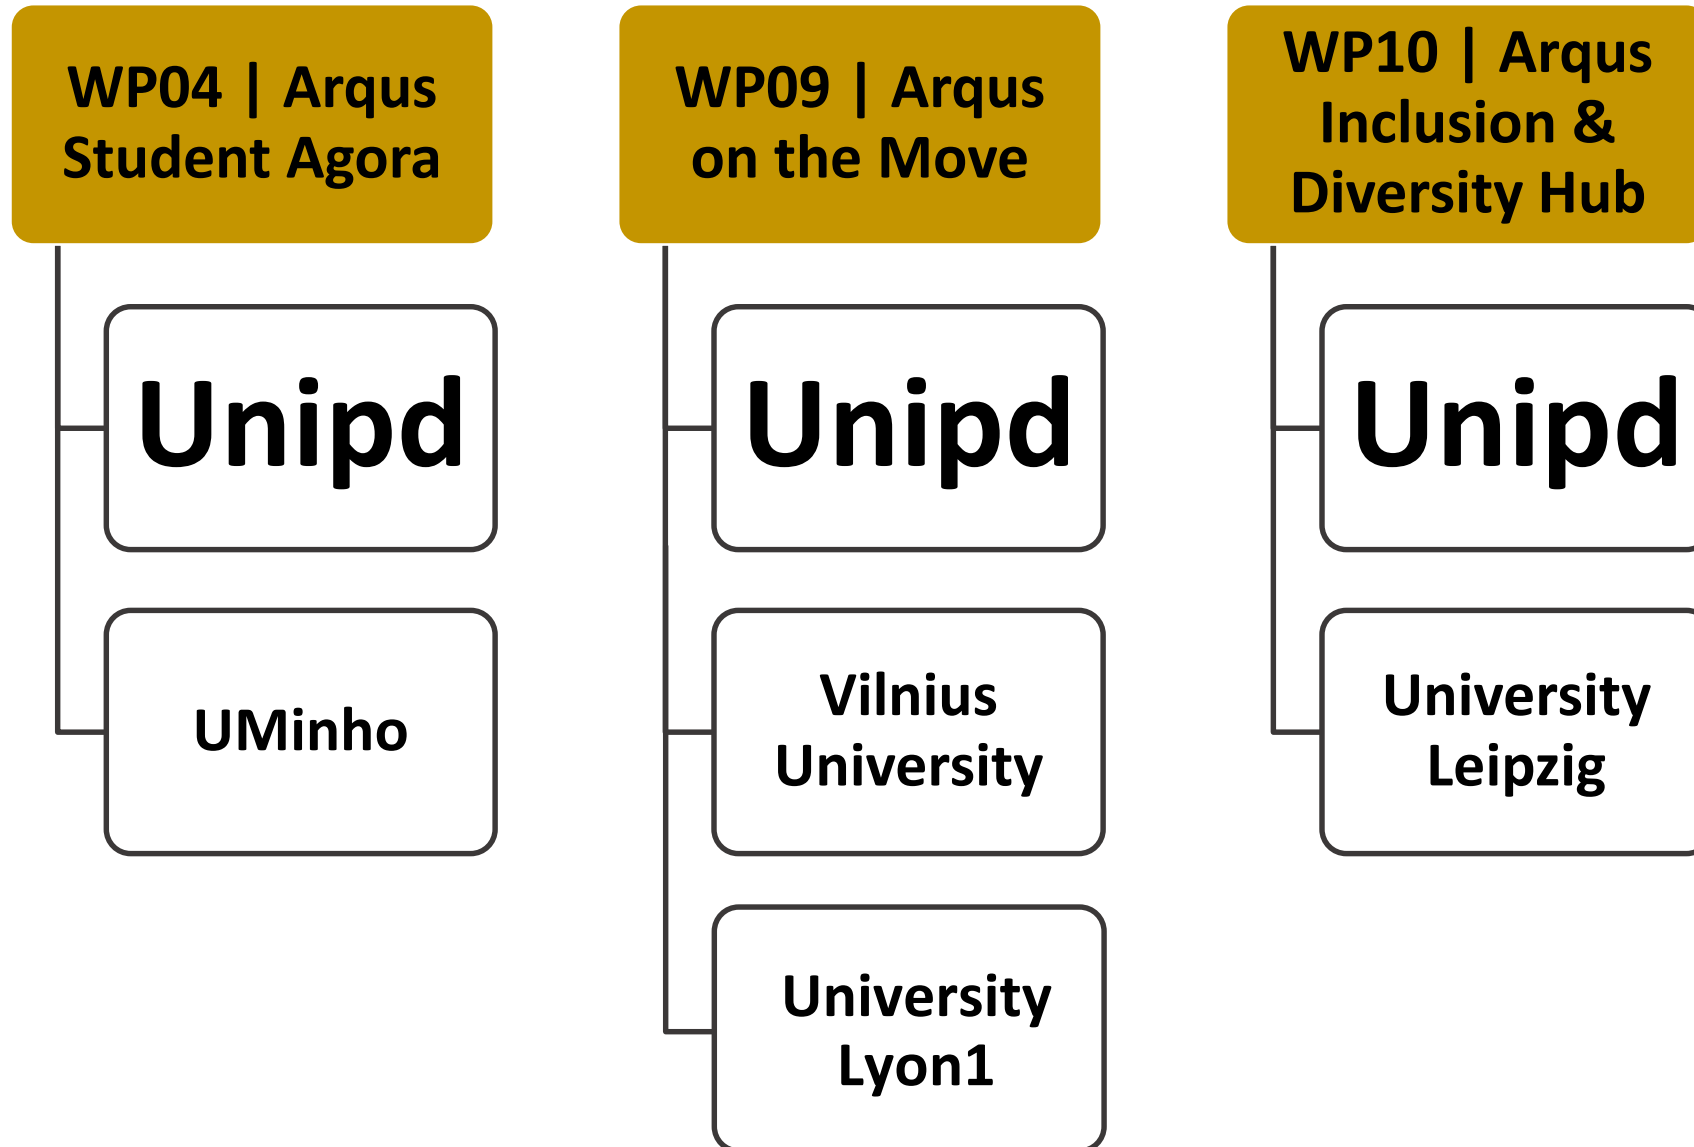 WP04 | Arqus
Student Agora
Unipd
UMinho
WP09 | Arqus
on the Move
Unipd
Vilnius
University
University
Lyon1
WP10 | Arqus
Inclusion &
Diversity Hub
Unipd
University
Leipzig